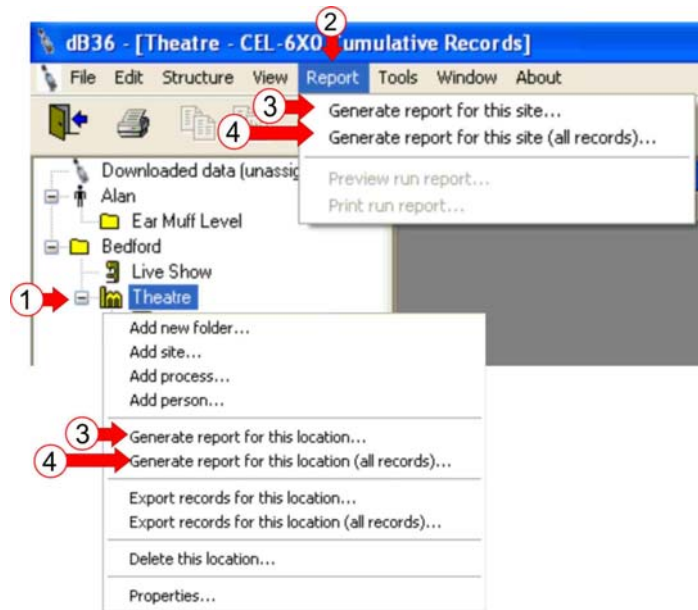 2
dB36 - [Theatre - CEL-6X0 Cumulative Records]
File Edit Structure View Report Tools Window About
3 Generate report for this site...
4 Generate report for this site (all records)...
Preview run report...
Print run report...
Downloaded data (unassig
Alan
Ear Muff Level
Bedford
Live Show
1 Theatre
Add new folder...
Add site...
Add process...
Add person...
3 Generate report for this location...
4 Generate report for this location (all records)...
Export records for this location...
Export records for this location (all records)...
Delete this location...
Properties...